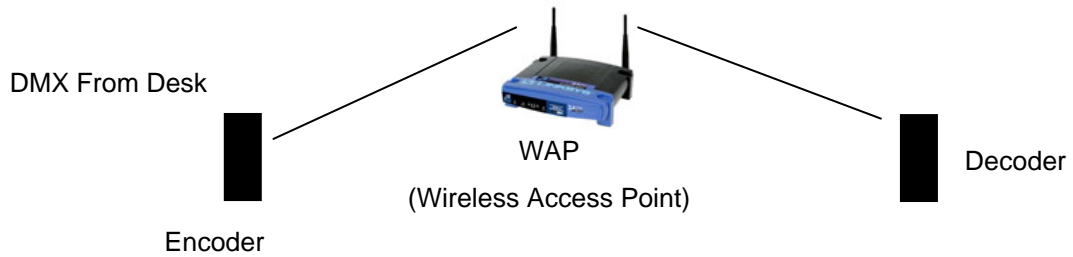 DMX From Desk
WAP
(Wireless Access Point)
Decoder
Encoder